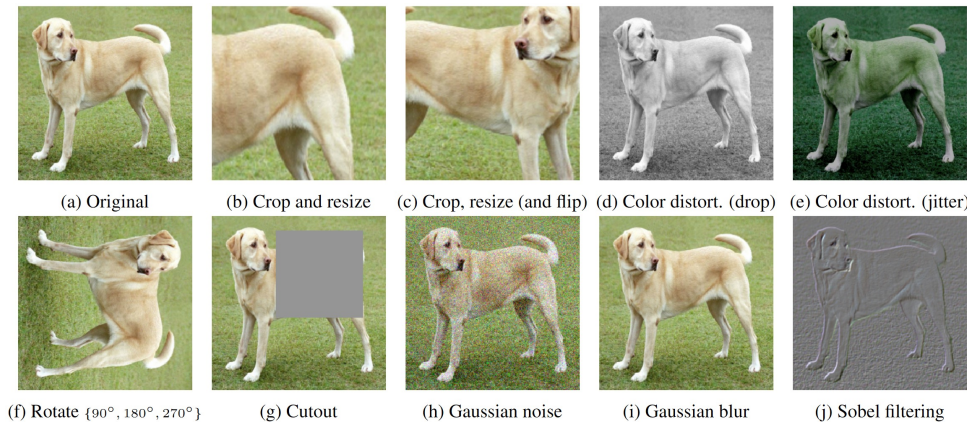 (a) Original
(b) Crop and resize
(c) Crop, resize (and flip)
(d) Color distort. (drop)
(e) Color distort. (jitter)
(f) Rotate {90°, 180°, 270°}
(g) Cutout
(h) Gaussian noise
(i) Gaussian blur
(j) Sobel filtering